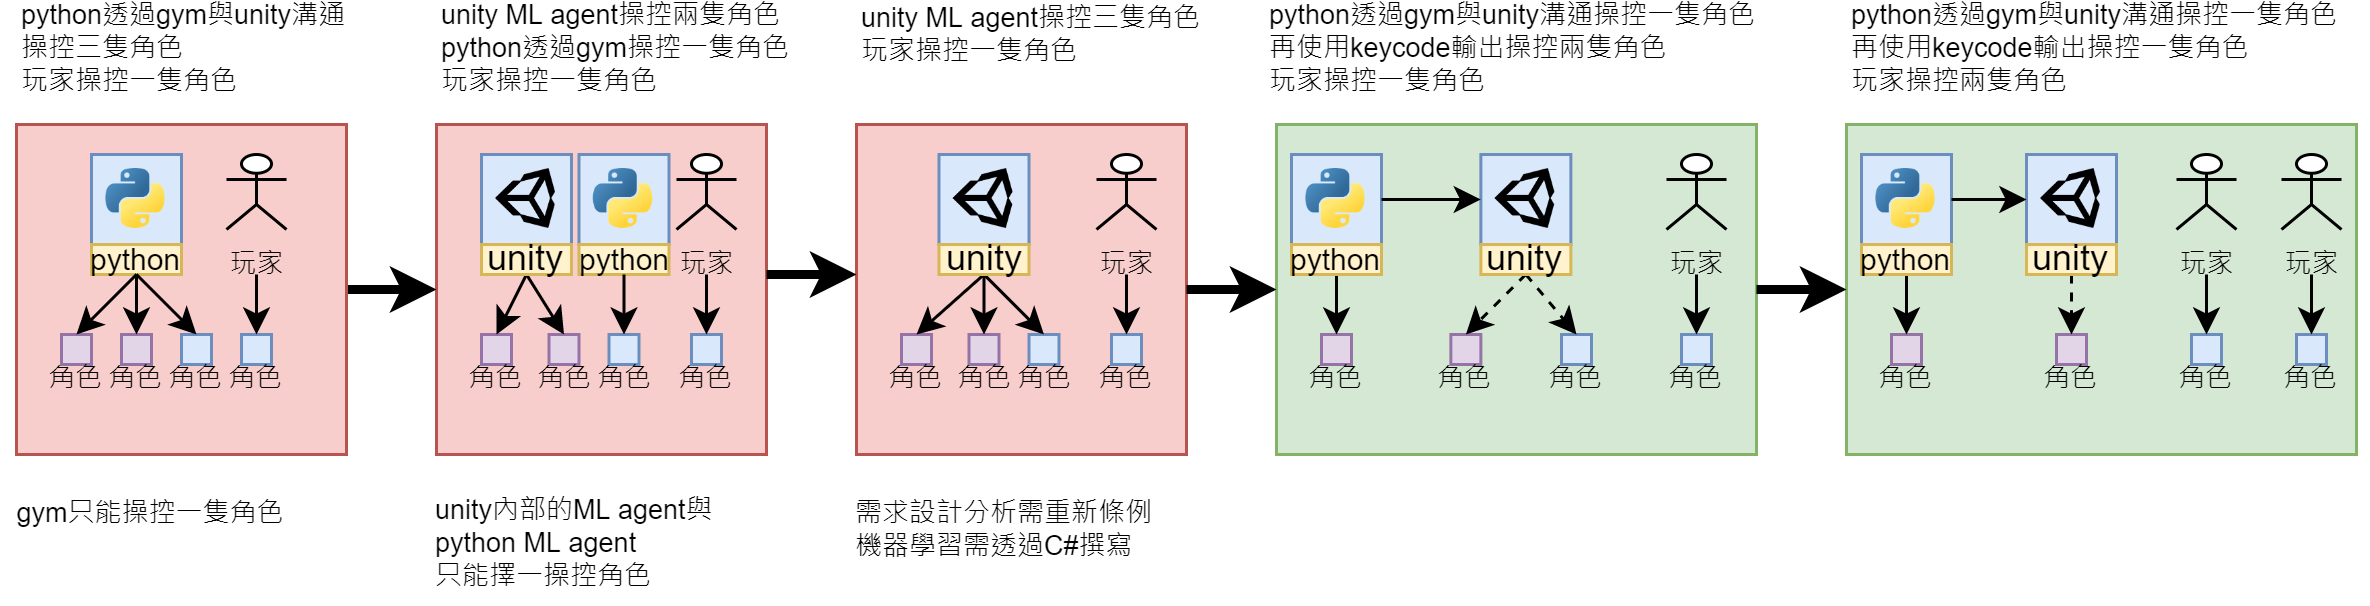 python透過gym與unity溝通
操控三隻角色
玩家操控一隻角色
unity ML agent操控兩隻角色
python透過gym操控一隻角色
玩家操控一隻角色
unity ML agent操控三隻角色
玩家操控一隻角色
python透過gym與unity溝通操控一隻角色
再使用keycode輸出操控兩隻角色
玩家操控一隻角色
python透過gym與unity溝通操控一隻角色
再使用keycode輸出操控一隻角色
玩家操控兩隻角色
python
玩家
角色
角色
角色
角色
unity
python
玩家
角色
角色
角色
角色
unity
玩家
角色
角色
角色
角色
python
unity
玩家
角色
角色
角色
角色
python
unity
玩家
玩家
角色
角色
角色
角色
gym只能操控一隻角色
unity內部的ML agent與
python ML agent
只能擇一操控角色
需求設計分析需重新條例
機器學習需透過C#撰寫